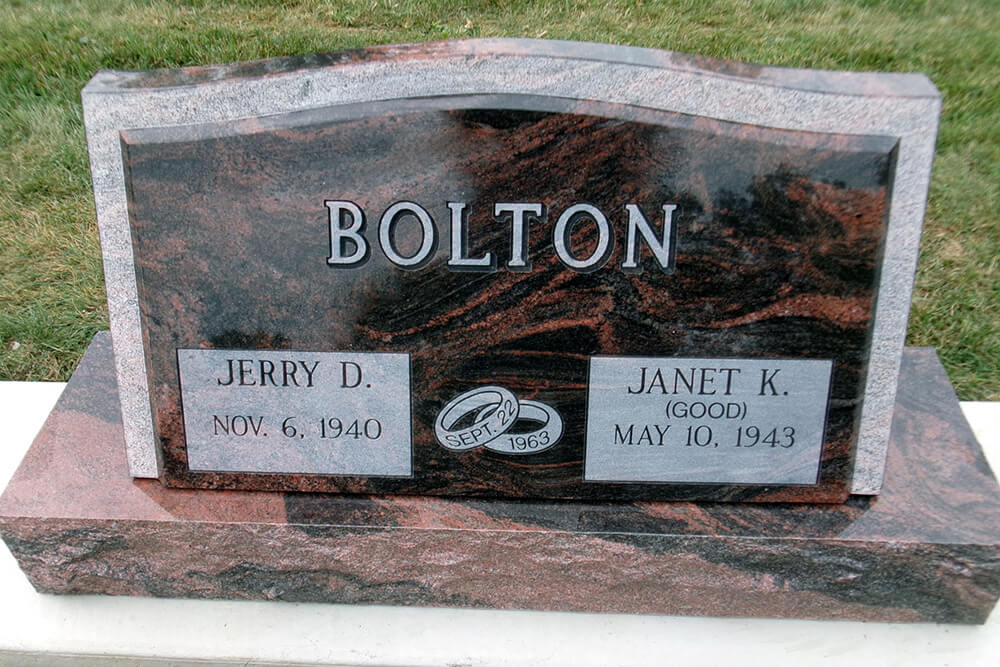 BOLTON
JERRY D.
NOV. 6, 1940
SEPT. 22
1963
JANET K.
(GOOD)
MAY 10, 1943